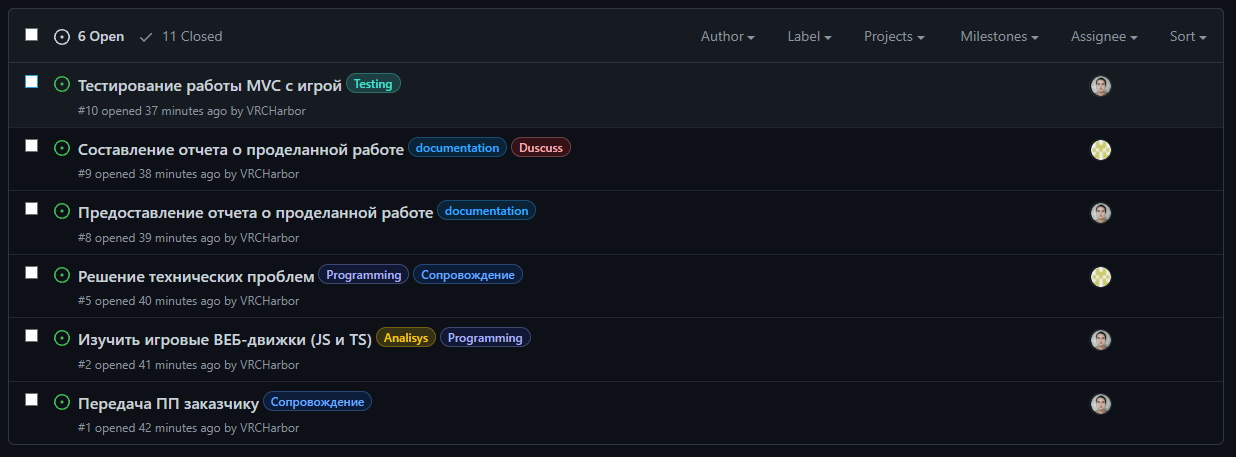 6 Open 11 Closed Author Label Projects Milestones Assignee Sort
Тестирование работы MVC с игрой Testing
#10 opened 37 minutes ago by VRCHarbor
Составление отчета о проделанной работе documentation Duscuss
#9 opened 38 minutes ago by VRCHarbor
Предоставление отчета о проделанной работе documentation
#8 opened 39 minutes ago by VRCHarbor
Решение технических проблем Programming Сопровождение
#5 opened 40 minutes ago by VRCHarbor
Изучить игровые ВЕБ-движки (JS и TS) Analisys Programming
#2 opened 41 minutes ago by VRCHarbor
Передача ПП заказчику Сопровождение
#1 opened 42 minutes ago by VRCHarbor